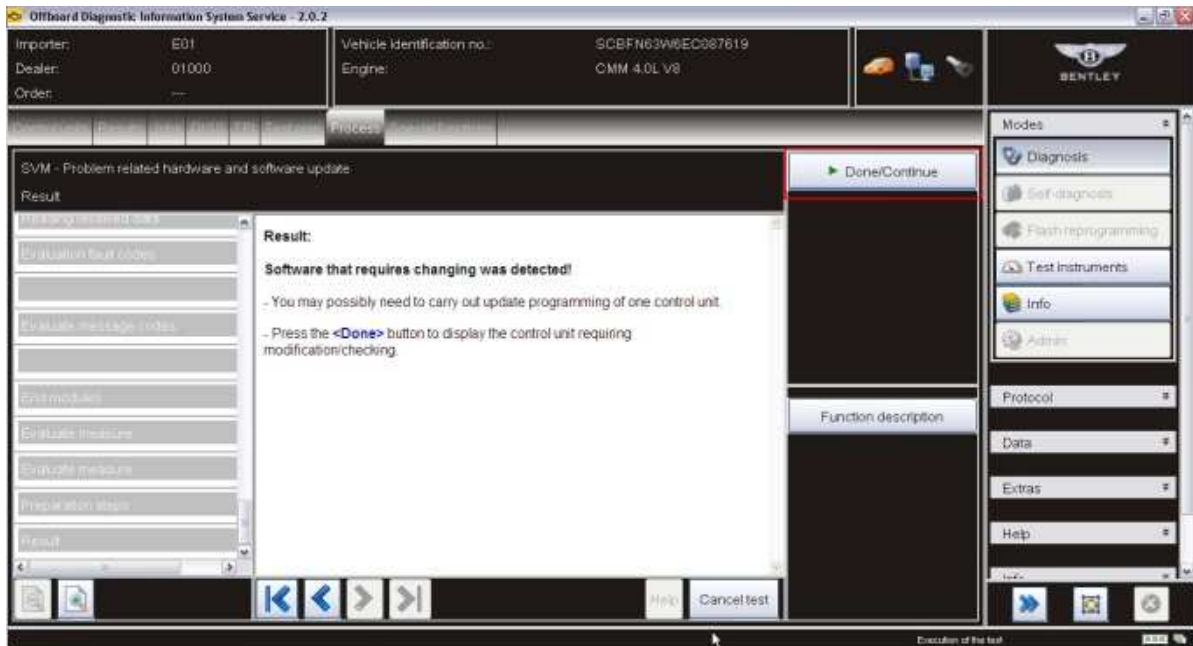 Offboard Diagnostic Information System Service - 2.0.2
Importer: E01
Dealer: 01000
Order: ---
Vehicle identification no.: SCBFN63W6EC087619
Engine: CMM 4.0L V8
BENTLEY
Process
SVM - Problem related hardware and software update
Result
Evaluation fault codes
Evaluate message codes
End modules
Evaluate measure
Evaluate measure
Preparation steps
Result
Result:
Software that requires changing was detected!
- You may possibly need to carry out update programming of one control unit.
- Press the <Done> button to display the control unit requiring
modification/checking.
Help
Cancel test
Done/Continue
Function description
Modes
Diagnosis
Self-diagnosis
Flash reprogramming
Test instruments
Info
Admin
Protocol
Data
Extras
Help
Info
Execution of the test